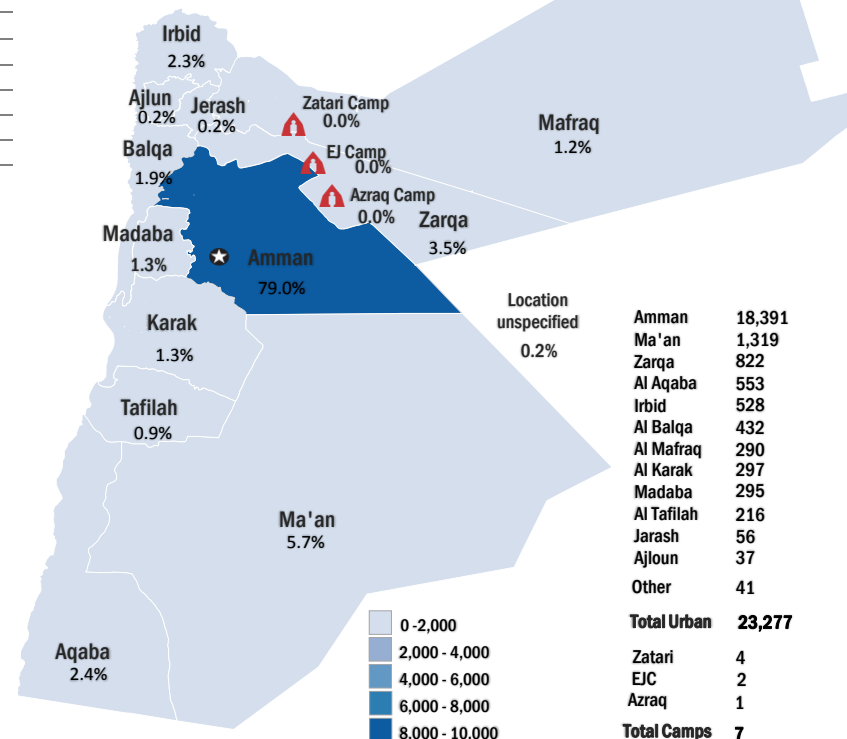 Irbid
2.3%
Ajlun
0.2%
Jerash
0.2%
Zatari Camp
0.0%
Mafraq
1.2%
Balqa
1.9%
EJ Camp
0.0%
Azraq Camp
0.0%
Zarqa
3.5%
Madaba
1.3%
Amman
79.0%
Location
unspecified
0.2%
Karak
1.3%
Tafilah
0.9%
Ma'an
5.7%
Aqaba
2.4%
0 -2,000
2,000 - 4,000
4,000 - 6,000
6,000 - 8,000
8,000 - 10,000
Amman 18,391
Ma'an 1,319
Zarqa 822
Al Aqaba 553
Irbid 528
Al Balqa 432
Al Mafraq 290
Al Karak 297
Madaba 295
Al Tafilah 216
Jarash 56
Ajloun 37
Other 41
Total Urban 23,277
Zatari 4
EJC 2
Azraq 1
Total Camps 7